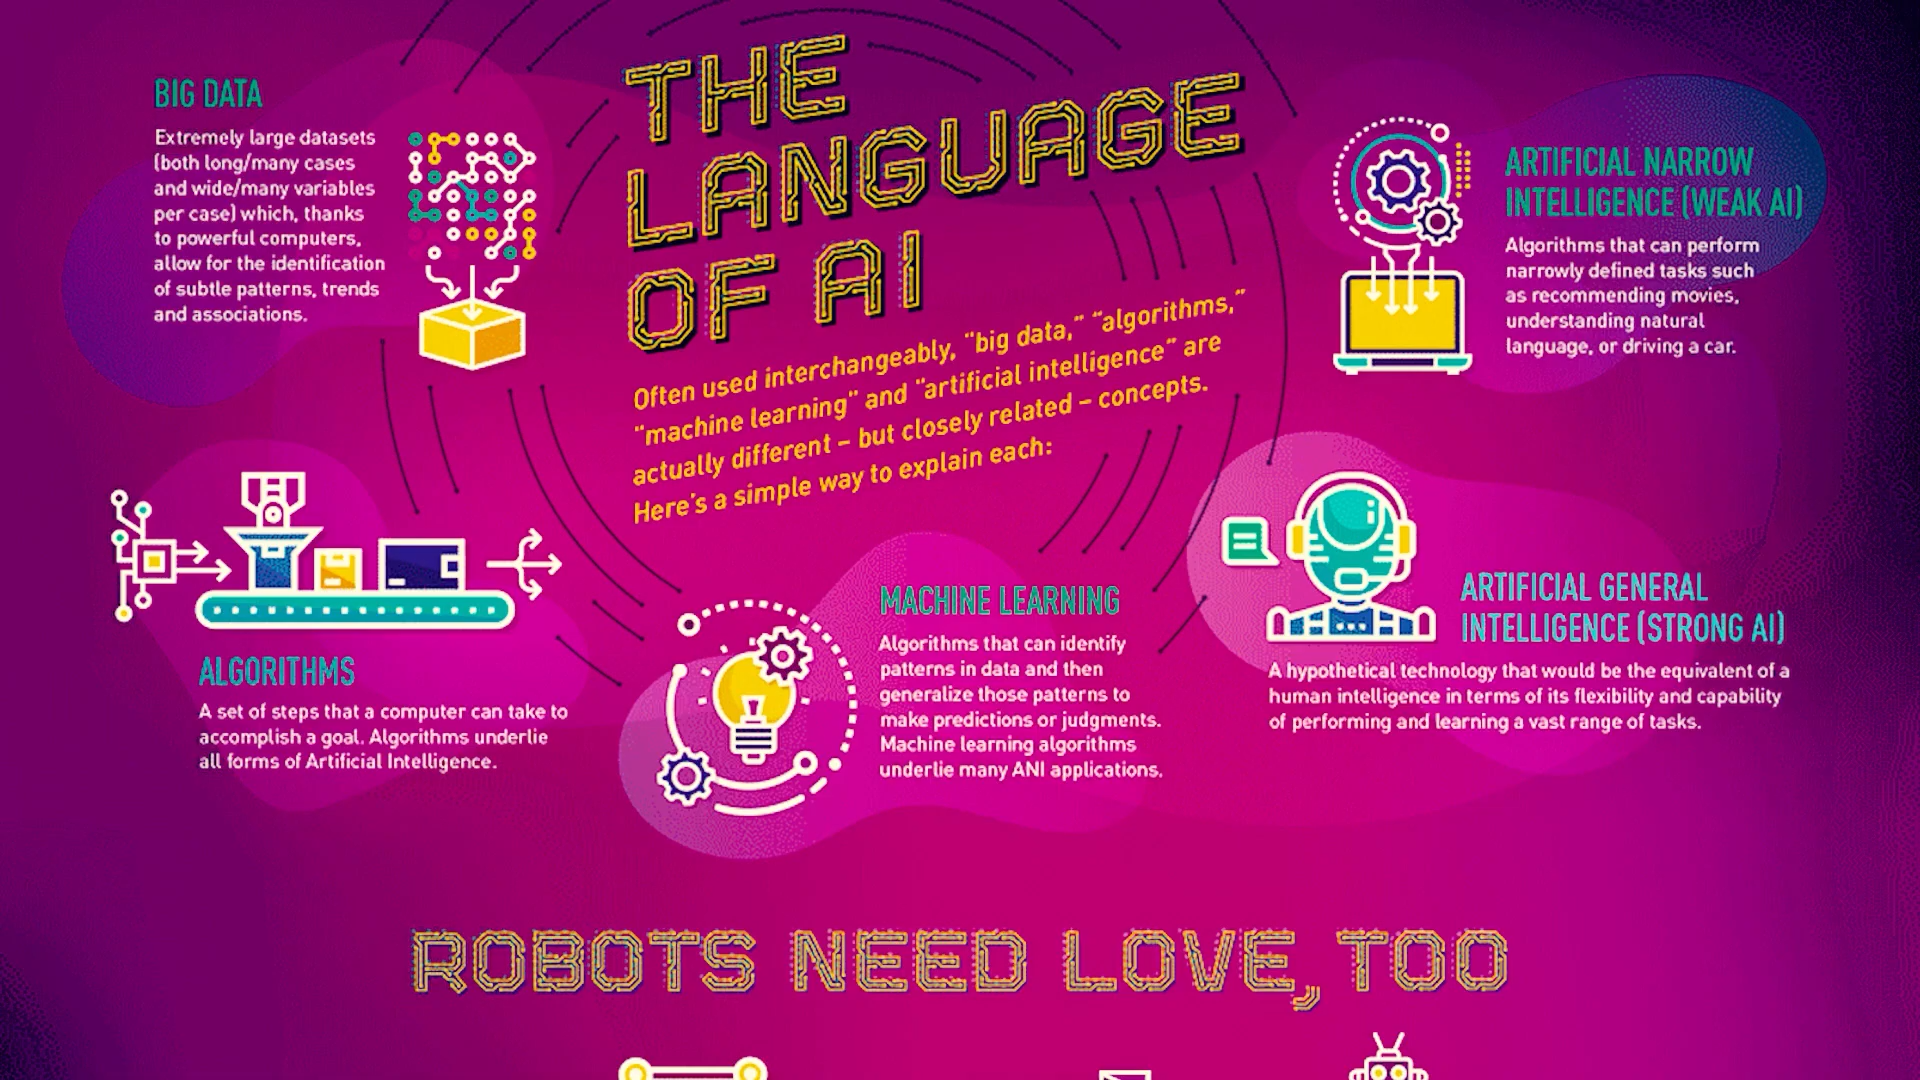 THE
LANGUAGE
OF AI
Often used interchangeably, “big data,” “algorithms,”
“machine learning” and “artificial intelligence” are
actually different – but closely related – concepts.
Here’s a simple way to explain each:
BIG DATA
Extremely large datasets
(both long/many cases
and wide/many variables
per case) which, thanks
to powerful computers,
allow for the identification
of subtle patterns, trends
and associations.
ALGORITHMS
A set of steps that a computer can take to
accomplish a goal. Algorithms underlie
all forms of Artificial Intelligence.
MACHINE LEARNING
Algorithms that can identify
patterns in data and then
generalize those patterns to
make predictions or judgments.
Machine learning algorithms
underlie many ANI applications.
ARTIFICIAL NARROW
INTELLIGENCE (WEAK AI)
Algorithms that can perform
narrowly defined tasks such
as recommending movies,
understanding natural
language, or driving a car.
ARTIFICIAL GENERAL
INTELLIGENCE (STRONG AI)
A hypothetical technology that would be the equivalent of a
human intelligence in terms of its flexibility and capability
of performing and learning a vast range of tasks.
ROBOTS NEED LOVE, TOO